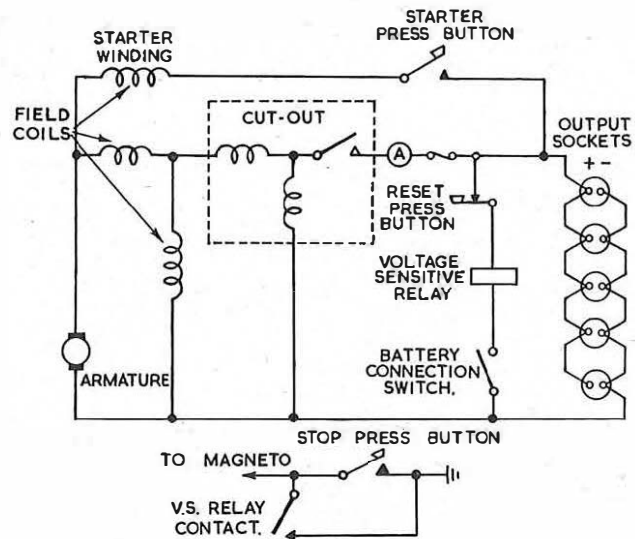 STARTER
PRESS BUTTON
STARTER
WINDING
FIELD
COILS
CUT-OUT
OUTPUT
SOCKETS
+ -
A
RESET
PRESS
BUTTON
VOLTAGE
SENSITIVE
RELAY
BATTERY
CONNECTION
SWITCH.
ARMATURE
STOP PRESS BUTTON
TO MAGNETO
V.S. RELAY
CONTACT.